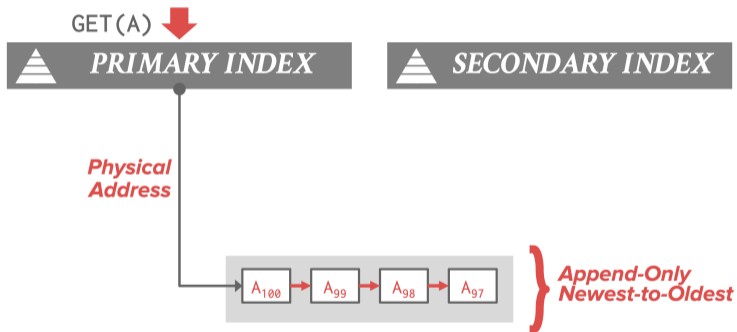 GET(A)
PRIMARY INDEX
SECONDARY INDEX
Physical
Address
A100 A99 A98 A97
Append-Only
Newest-to-Oldest